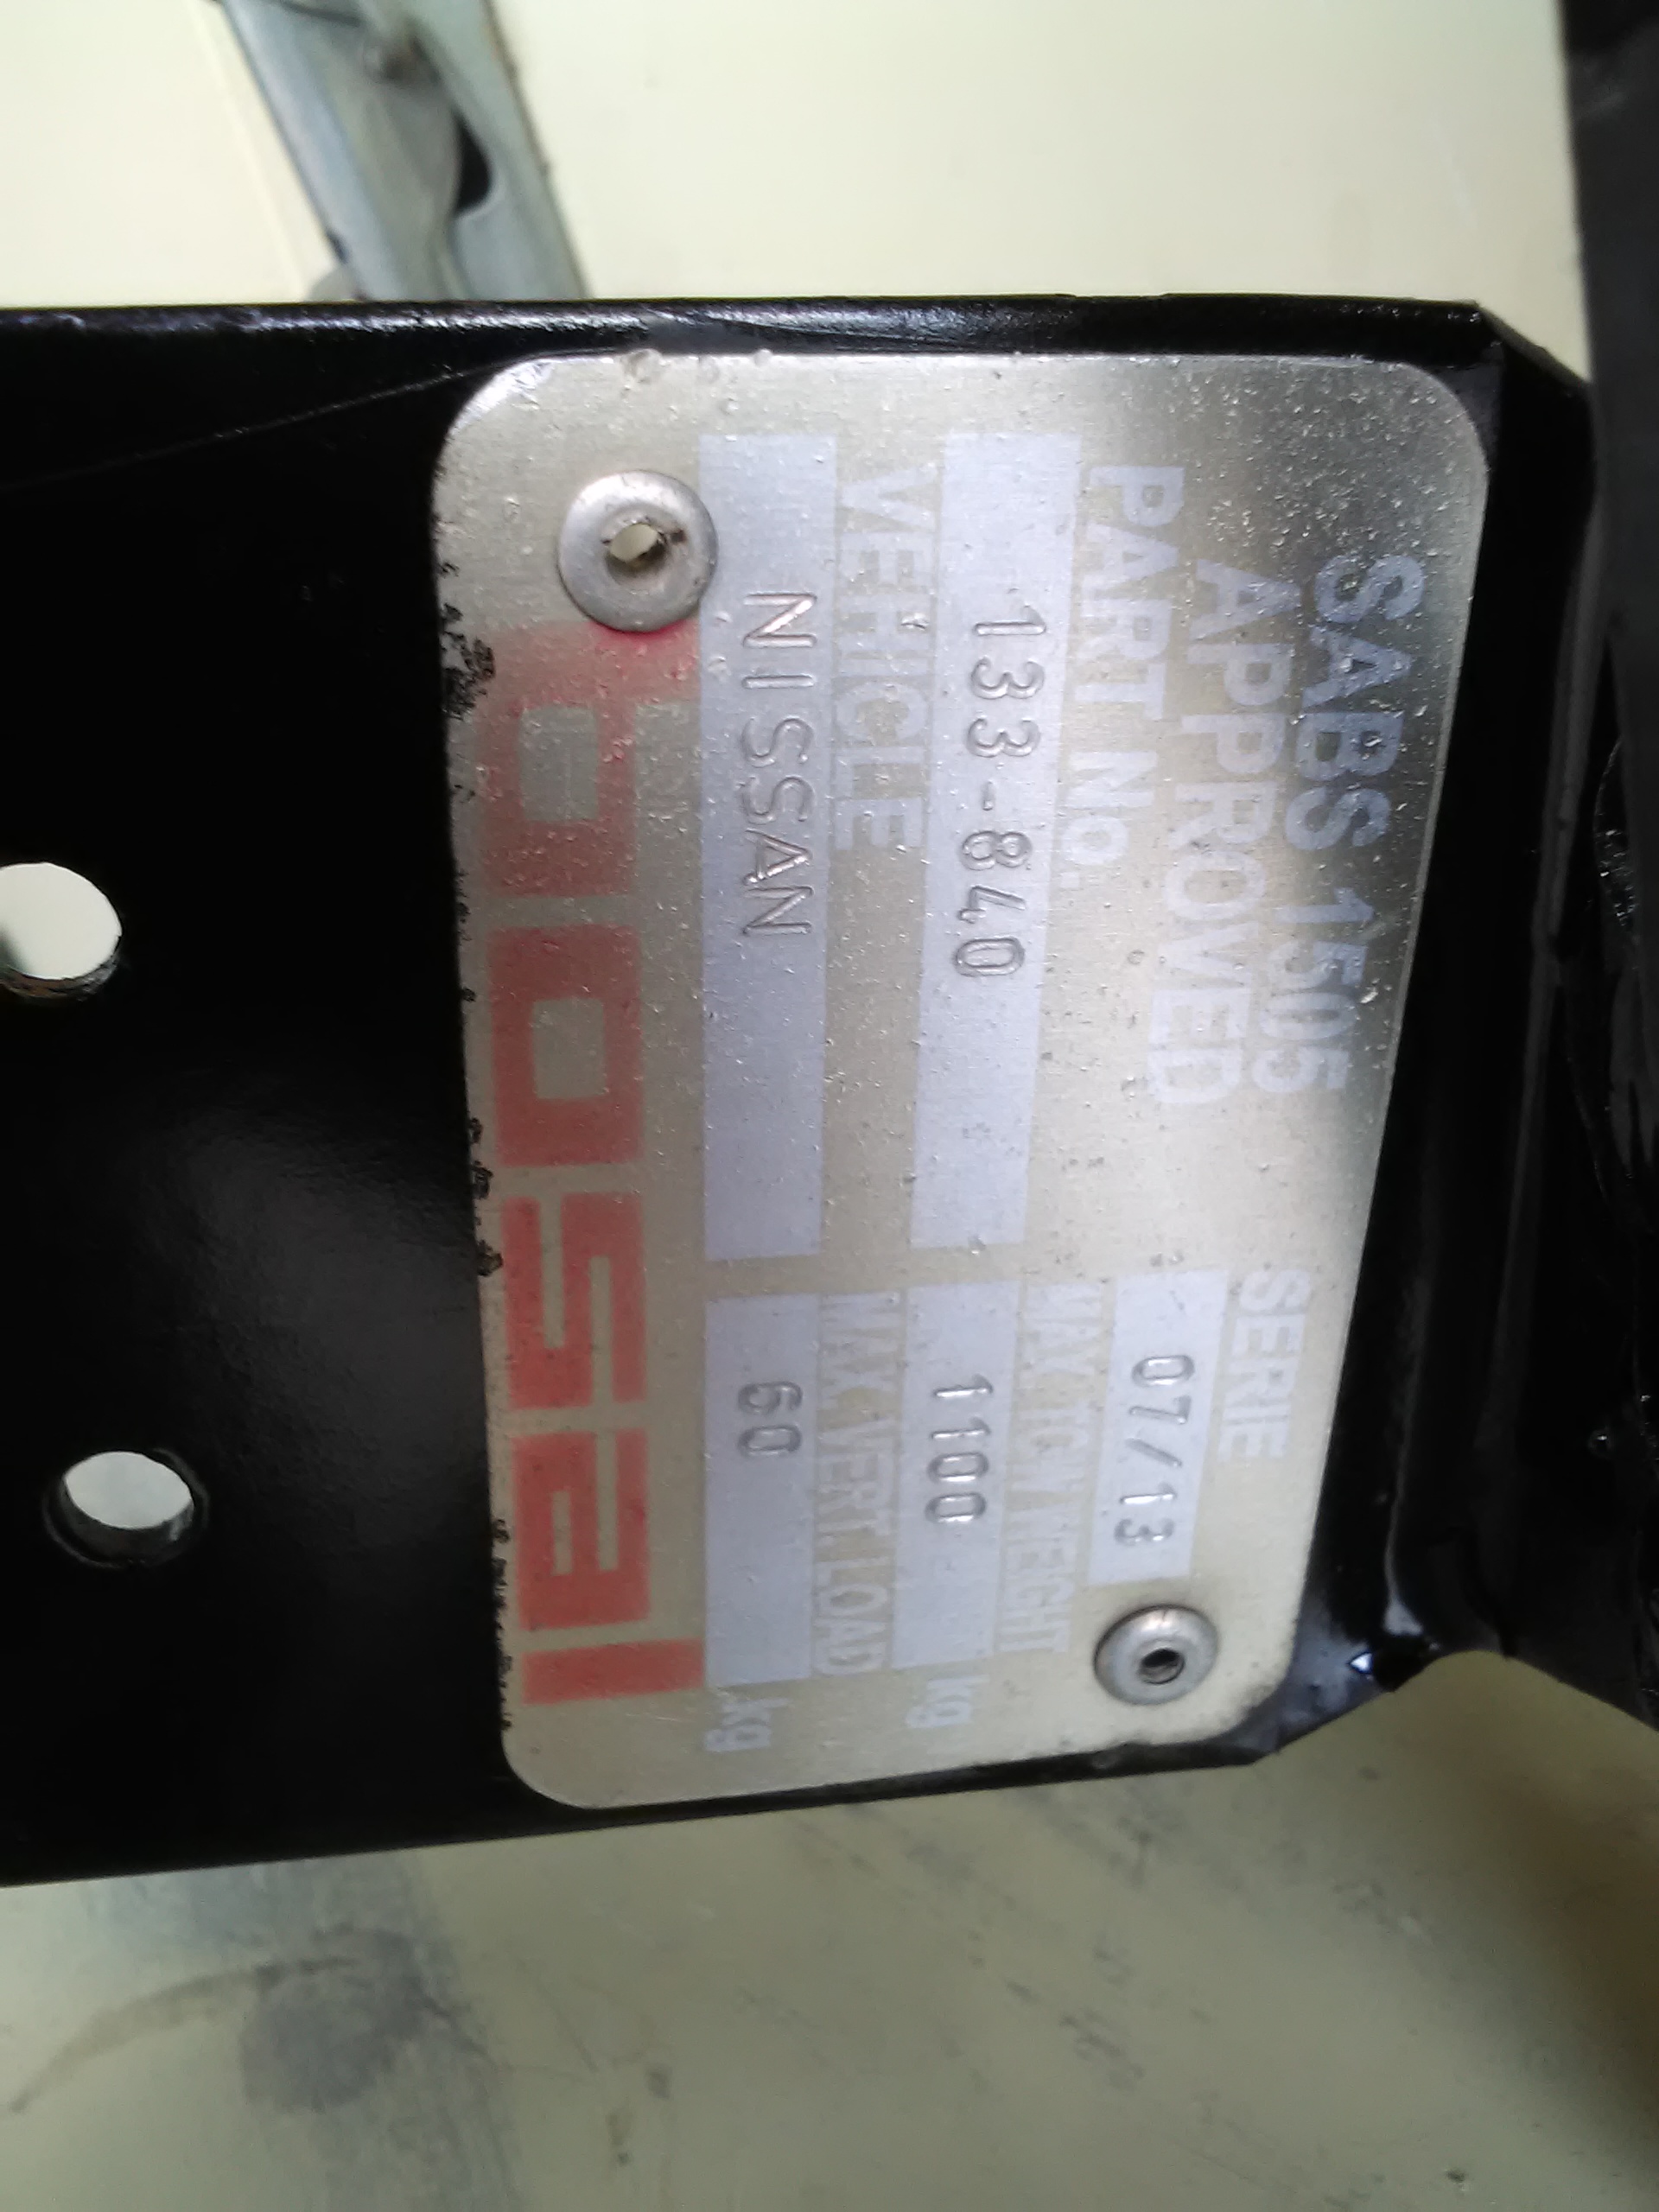 SABS 1505
APPROVED
SERIE
07/13
PART NO.
MAX TOW WEIGHT
133-840
1100 kg
VEHICLE
MAX. VERT. LOAD
NISSAN
60 kg
bosal